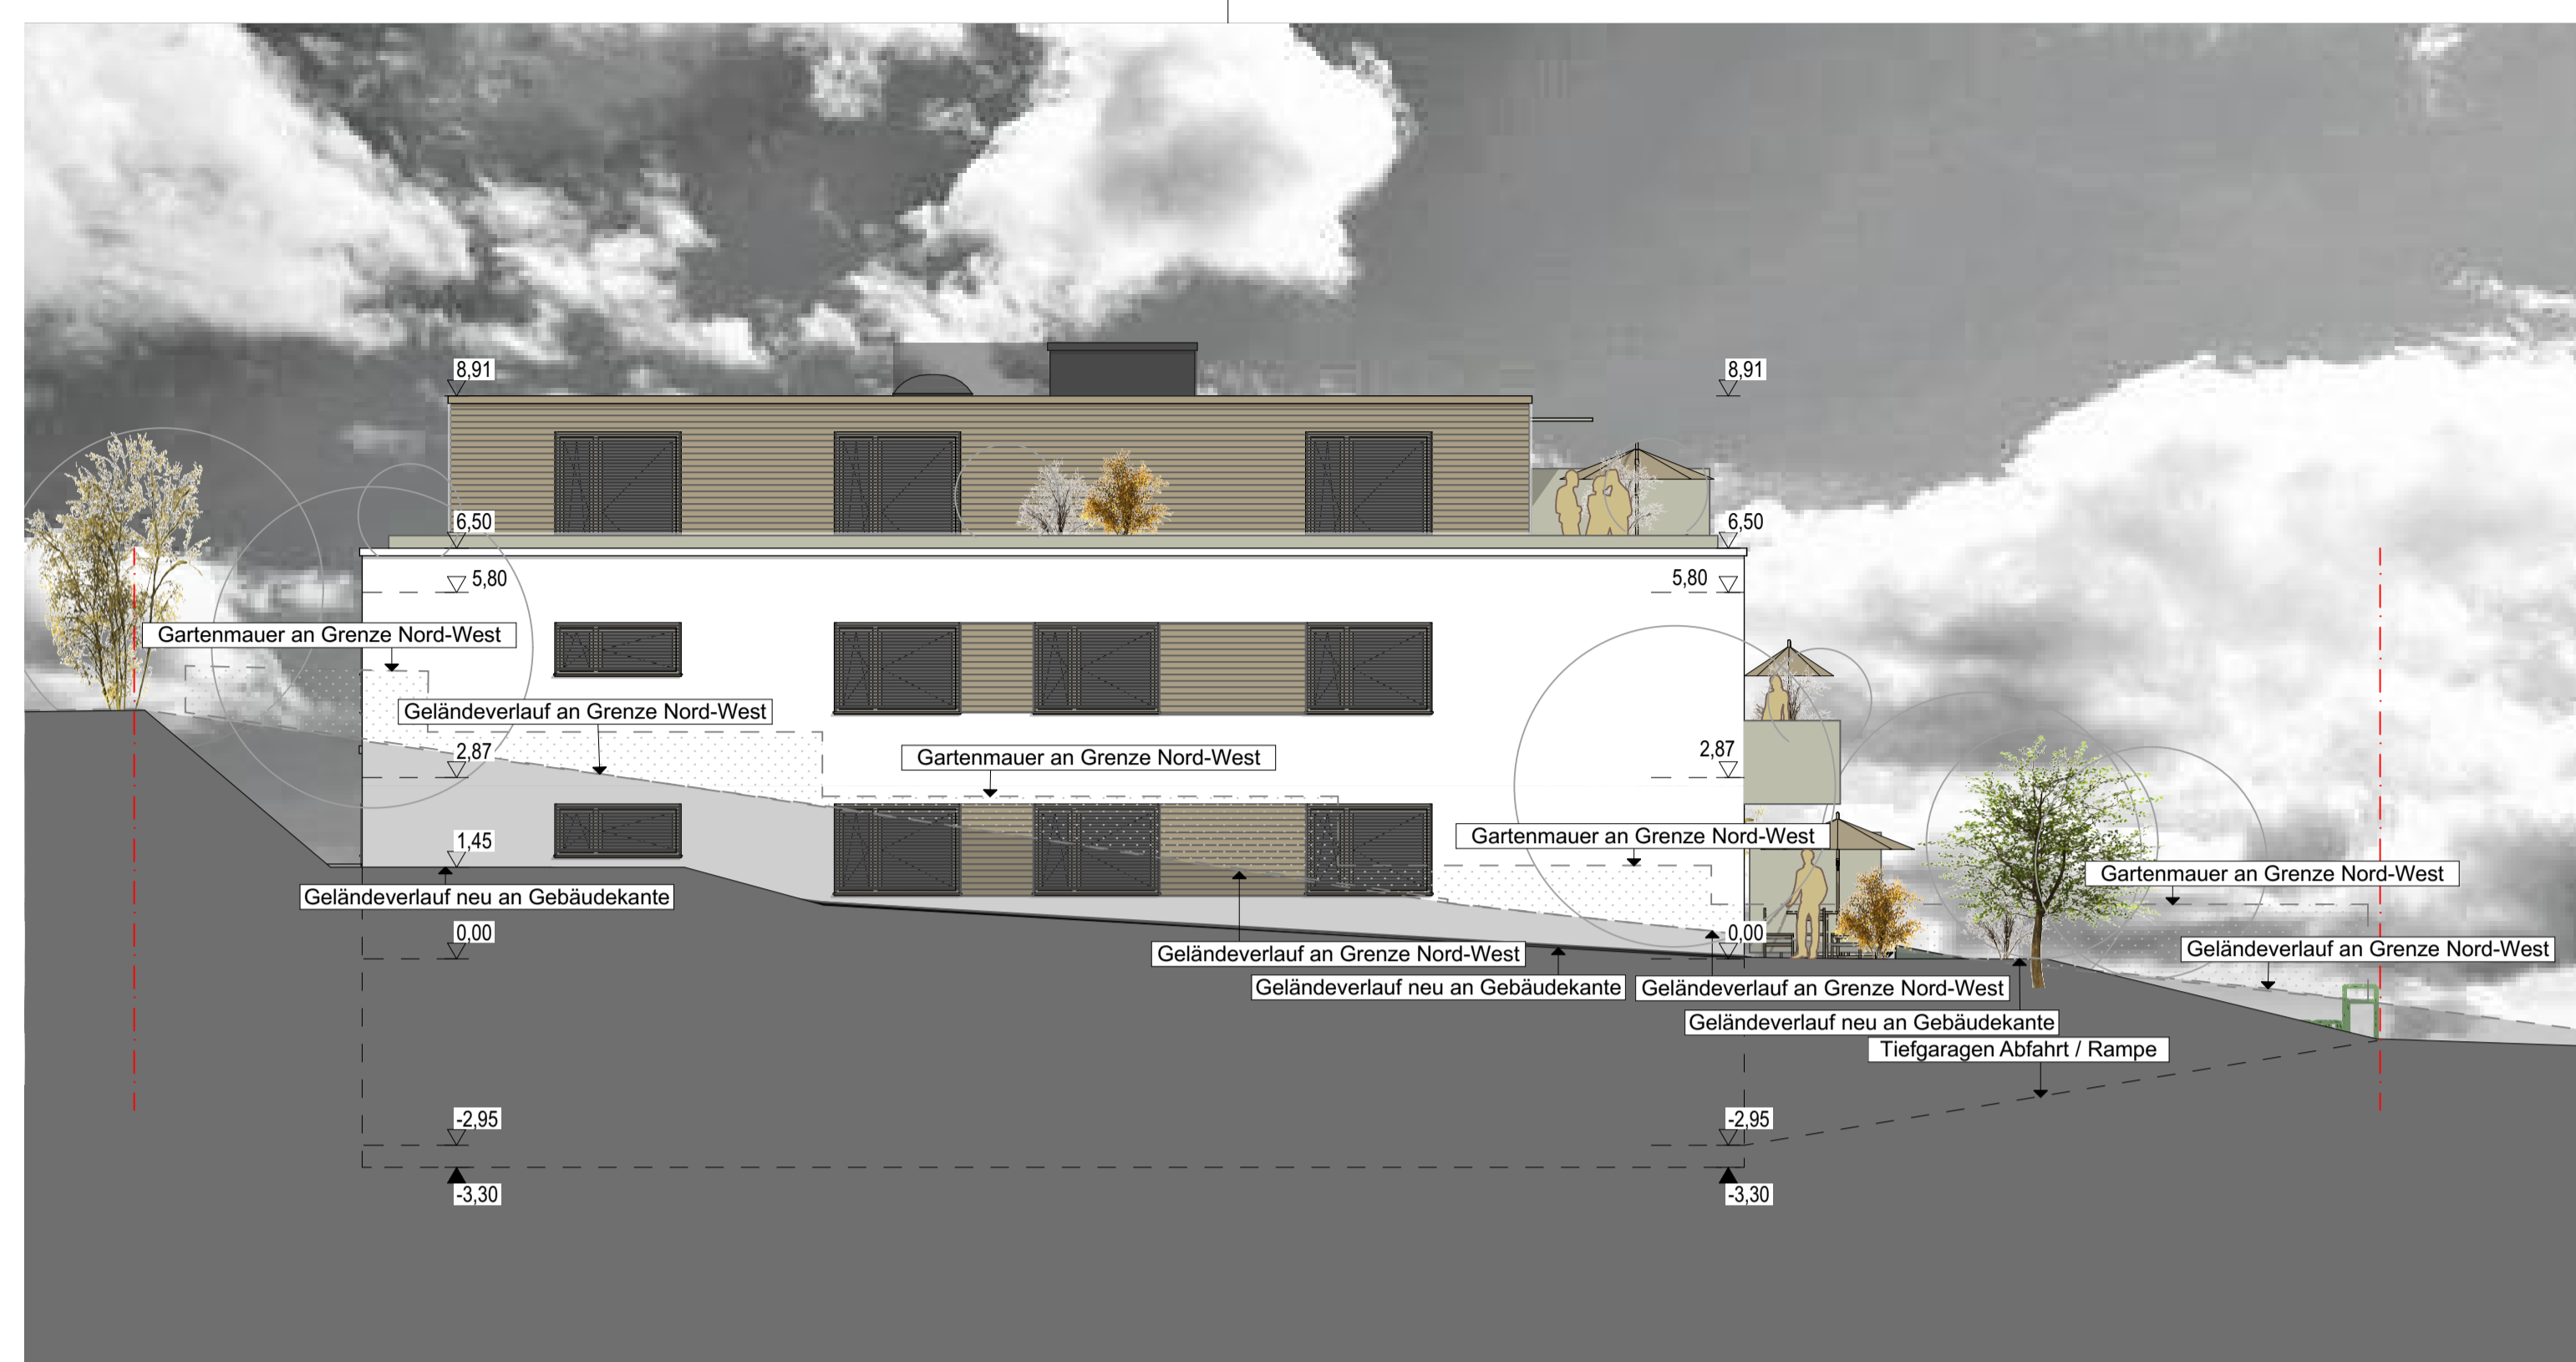 8,91
8,91
6,50
6,50
5,80
5,80
Gartenmauer an Grenze Nord-West
Geländeverlauf an Grenze Nord-West
2,87
2,87
Gartenmauer an Grenze Nord-West
1,45
Gartenmauer an Grenze Nord-West
Gartenmauer an Grenze Nord-West
Geländeverlauf neu an Gebäudekante
0,00
0,00
Geländeverlauf an Grenze Nord-West
Geländeverlauf an Grenze Nord-West
Geländeverlauf neu an Gebäudekante
Geländeverlauf an Grenze Nord-West
Geländeverlauf neu an Gebäudekante
Tiefgaragen Abfahrt / Rampe
-2,95
-2,95
-3,30
-3,30